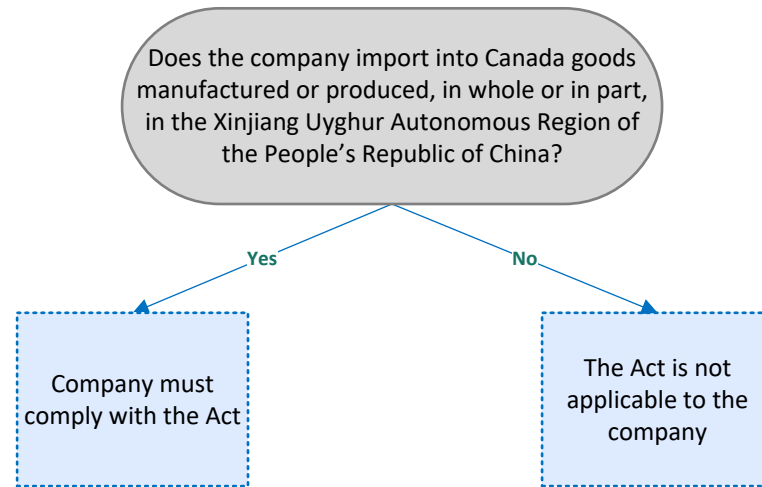 Does the company import into Canada goods
manufactured or produced, in whole or in part,
in the Xinjiang Uyghur Autonomous Region of
the People’s Republic of China?
Yes
No
Company must
comply with the Act
The Act is not
applicable to the
company